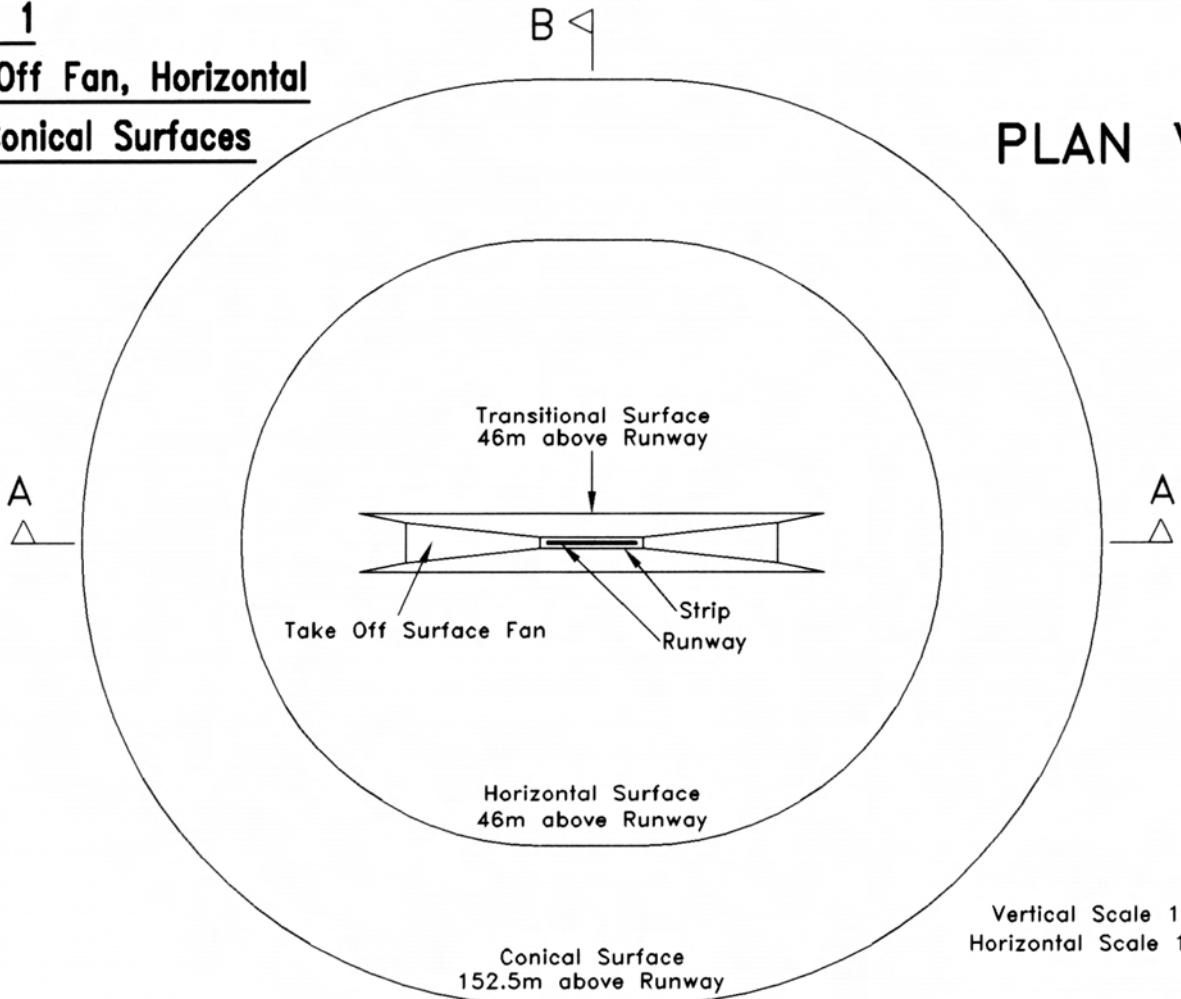 1
Off Fan, Horizontal
Conical Surfaces
B
PLAN
Transitional Surface
46m above Runway
A
A
Take Off Surface Fan
Strip
Runway
Horizontal Surface
46m above Runway
Vertical Scale 1
Horizontal Scale 1
Conical Surface
152.5m above Runway